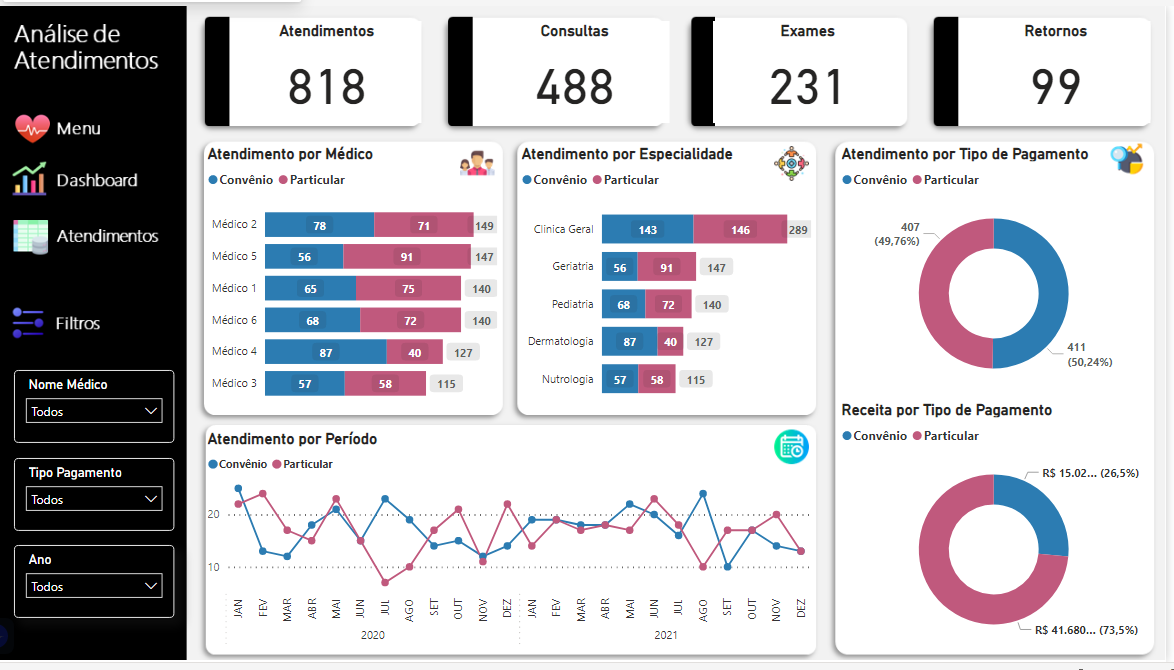 Análise de
Atendimentos
Menu
Dashboard
Atendimentos
Filtros
Nome Médico
Todos
Tipo Pagamento
Todos
Ano
Todos
Atendimentos
818
Consultas
488
Exames
231
Retornos
99
Atendimento por Médico
Convênio Particular
Médico 2 78 71 149
Médico 5 56 91 147
Médico 1 65 75 140
Médico 6 68 72 140
Médico 4 87 40 127
Médico 3 57 58 115
Atendimento por Especialidade
Convênio Particular
Clinica Geral 143 146 289
Geriatria 56 91 147
Pediatria 68 72 140
Dermatologia 87 40 127
Nutrologia 57 58 115
Atendimento por Tipo de Pagamento
Convênio Particular
407
(49,76%)
411
(50,24%)
Receita por Tipo de Pagamento
Convênio Particular
R$ 15.02... (26,5%)
R$ 41.680... (73,5%)
Atendimento por Período
Convênio Particular
20
10
JAN FEV MAR ABR MAI JUN JUL AGO SET OUT NOV DEZ JAN FEV MAR ABR MAI JUN JUL AGO SET OUT NOV DEZ
2020 2021